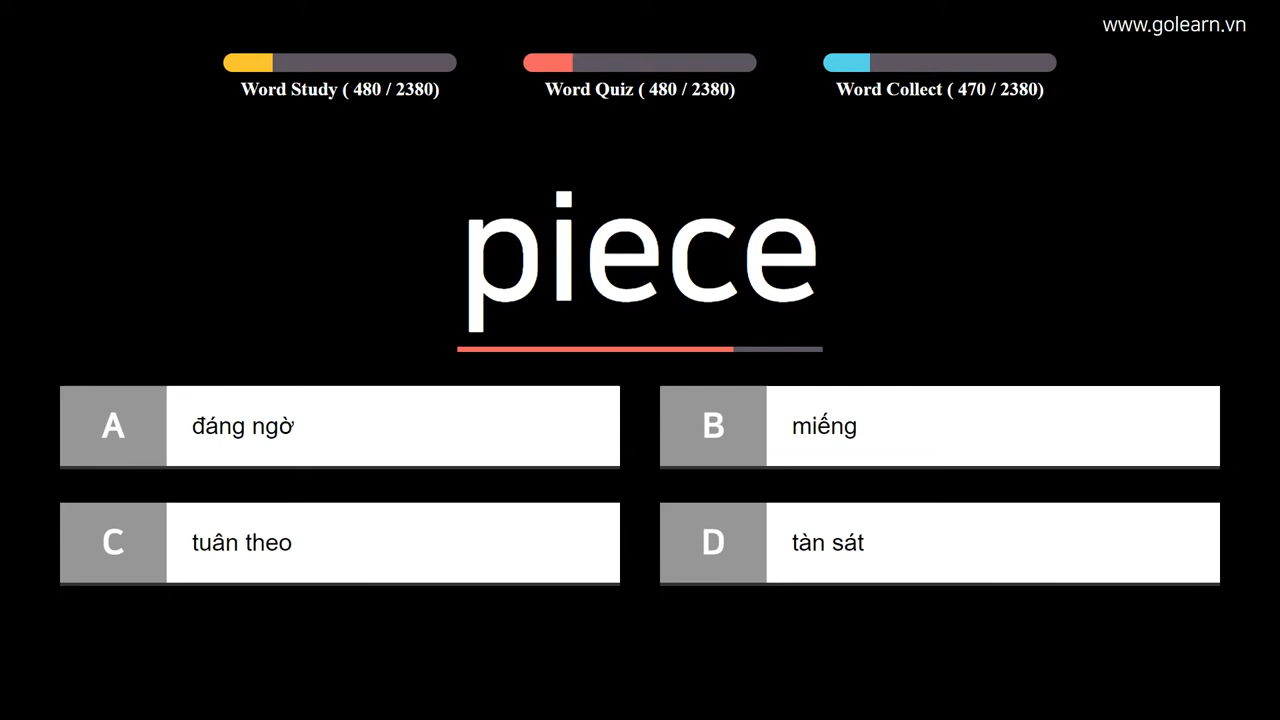 www.golearn.vn
Word Study ( 480 / 2380)
Word Quiz ( 480 / 2380)
Word Collect ( 470 / 2380)
piece
A đáng ngờ
B miếng
C tuân theo
D tàn sát